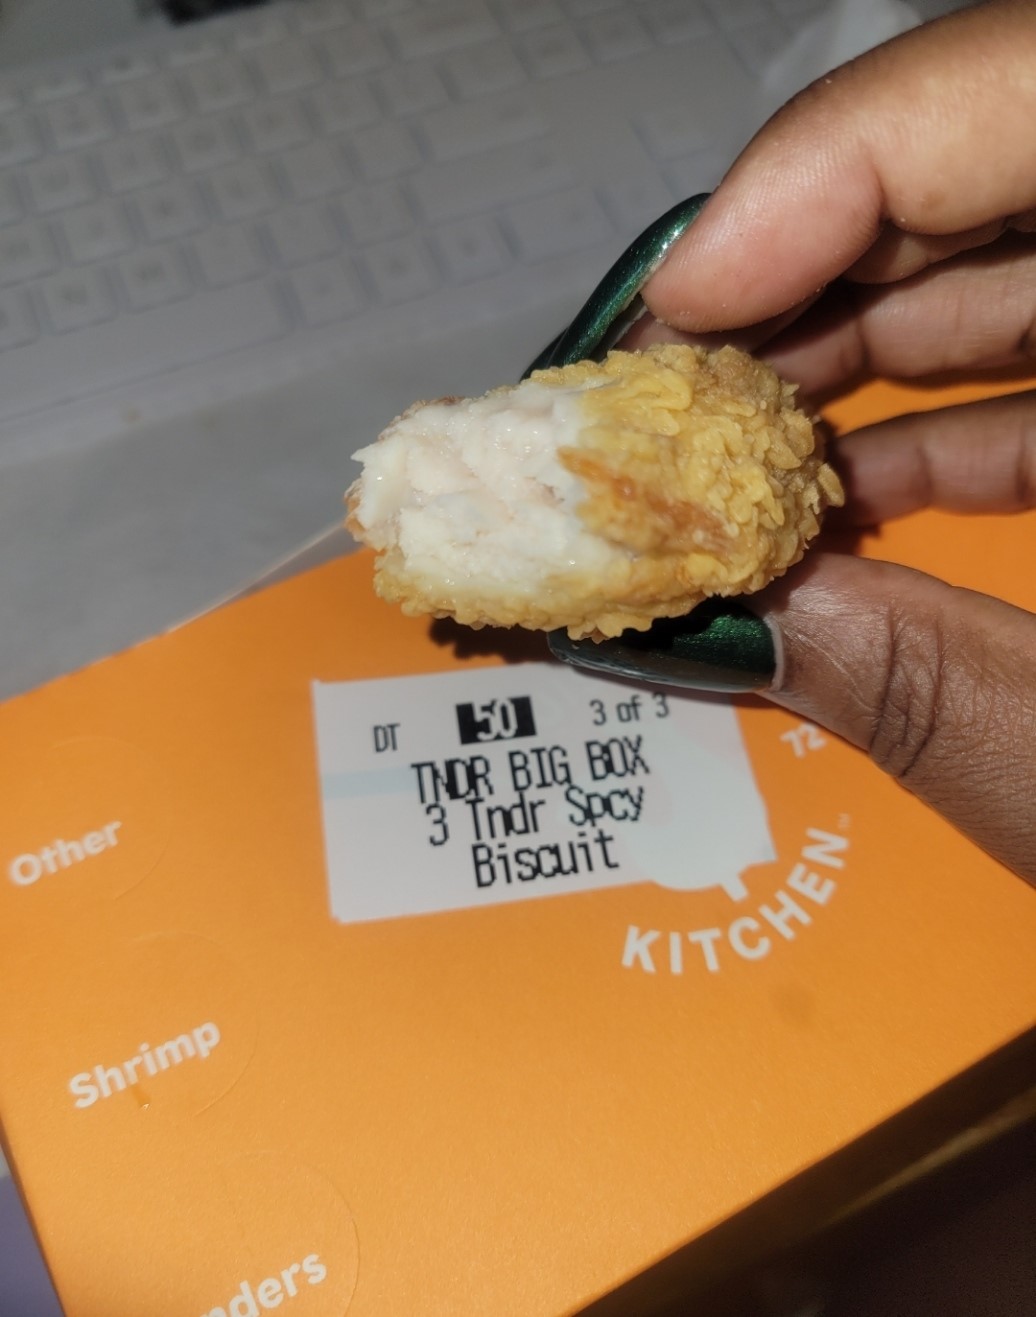 DT 50 3 of 3
TNDR BIG BOX
3 Tndr Spcy
Biscuit
72
KITCHEN
Other
Shrimp
nders